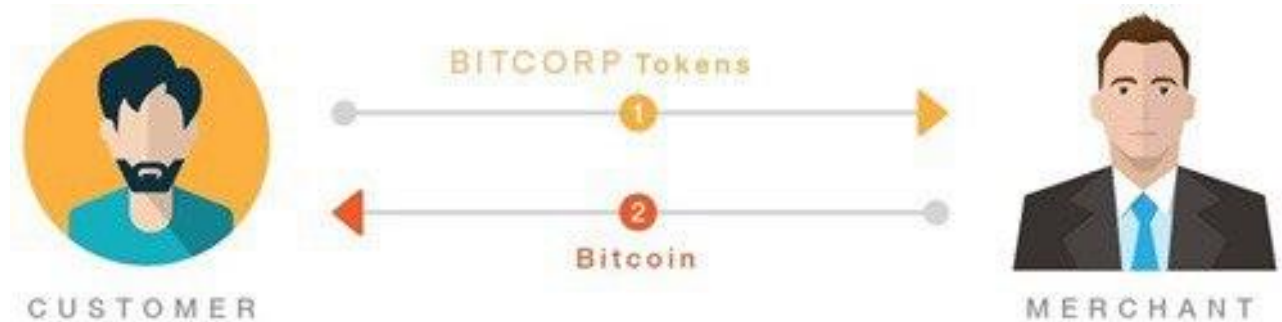 BITCORP Tokens
1
2
Bitcoin
CUSTOMER
MERCHANT